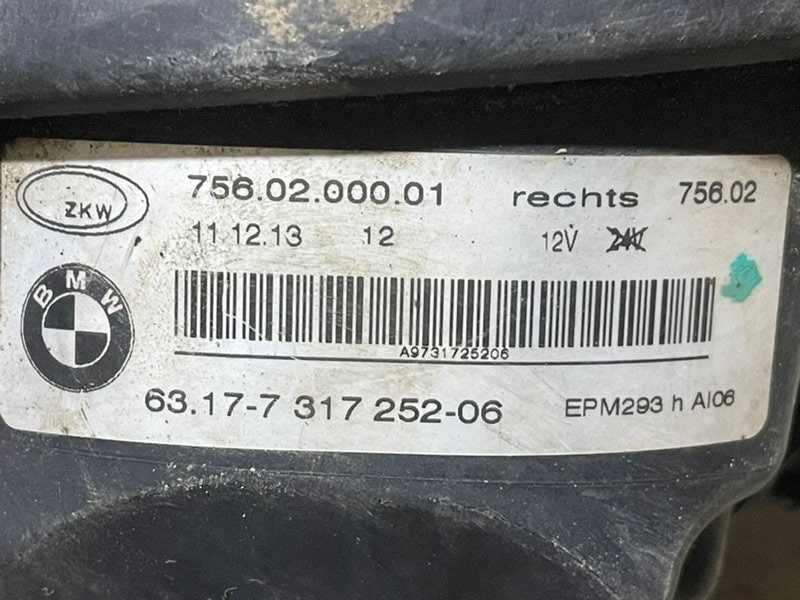 ZKW 756.02.000.01 rechts 756.02
11.12.13 12 12V 24V
BMW
A9731725206
63.17-7 317 252-06 EPM293 h AI06